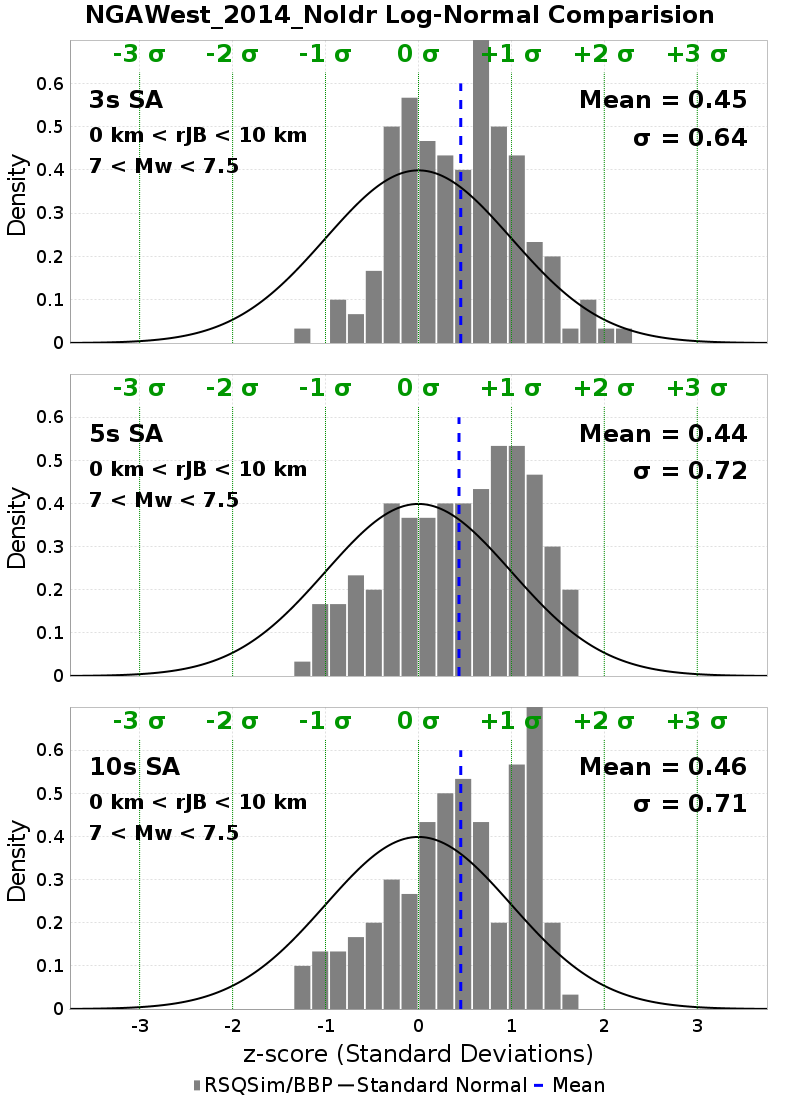 NGAWest_2014_NoIdr Log-Normal Comparision
-3 σ -2 σ -1 σ 0 σ +1 σ +2 σ +3 σ
3s SA Mean = 0.45
0 km < rJB < 10 km σ = 0.64
7 < Mw < 7.5
0.6
0.5
0.4
0.3
0.2
0.1
0
Density
-3 σ -2 σ -1 σ 0 σ +1 σ +2 σ +3 σ
5s SA Mean = 0.44
0 km < rJB < 10 km σ = 0.72
7 < Mw < 7.5
0.6
0.5
0.4
0.3
0.2
0.1
0
Density
-3 σ -2 σ -1 σ 0 σ +1 σ +2 σ +3 σ
10s SA Mean = 0.46
0 km < rJB < 10 km σ = 0.71
7 < Mw < 7.5
0.6
0.5
0.4
0.3
0.2
0.1
0
Density
-3 -2 -1 0 1 2 3
z-score (Standard Deviations)
RSQSim/BBP Standard Normal Mean